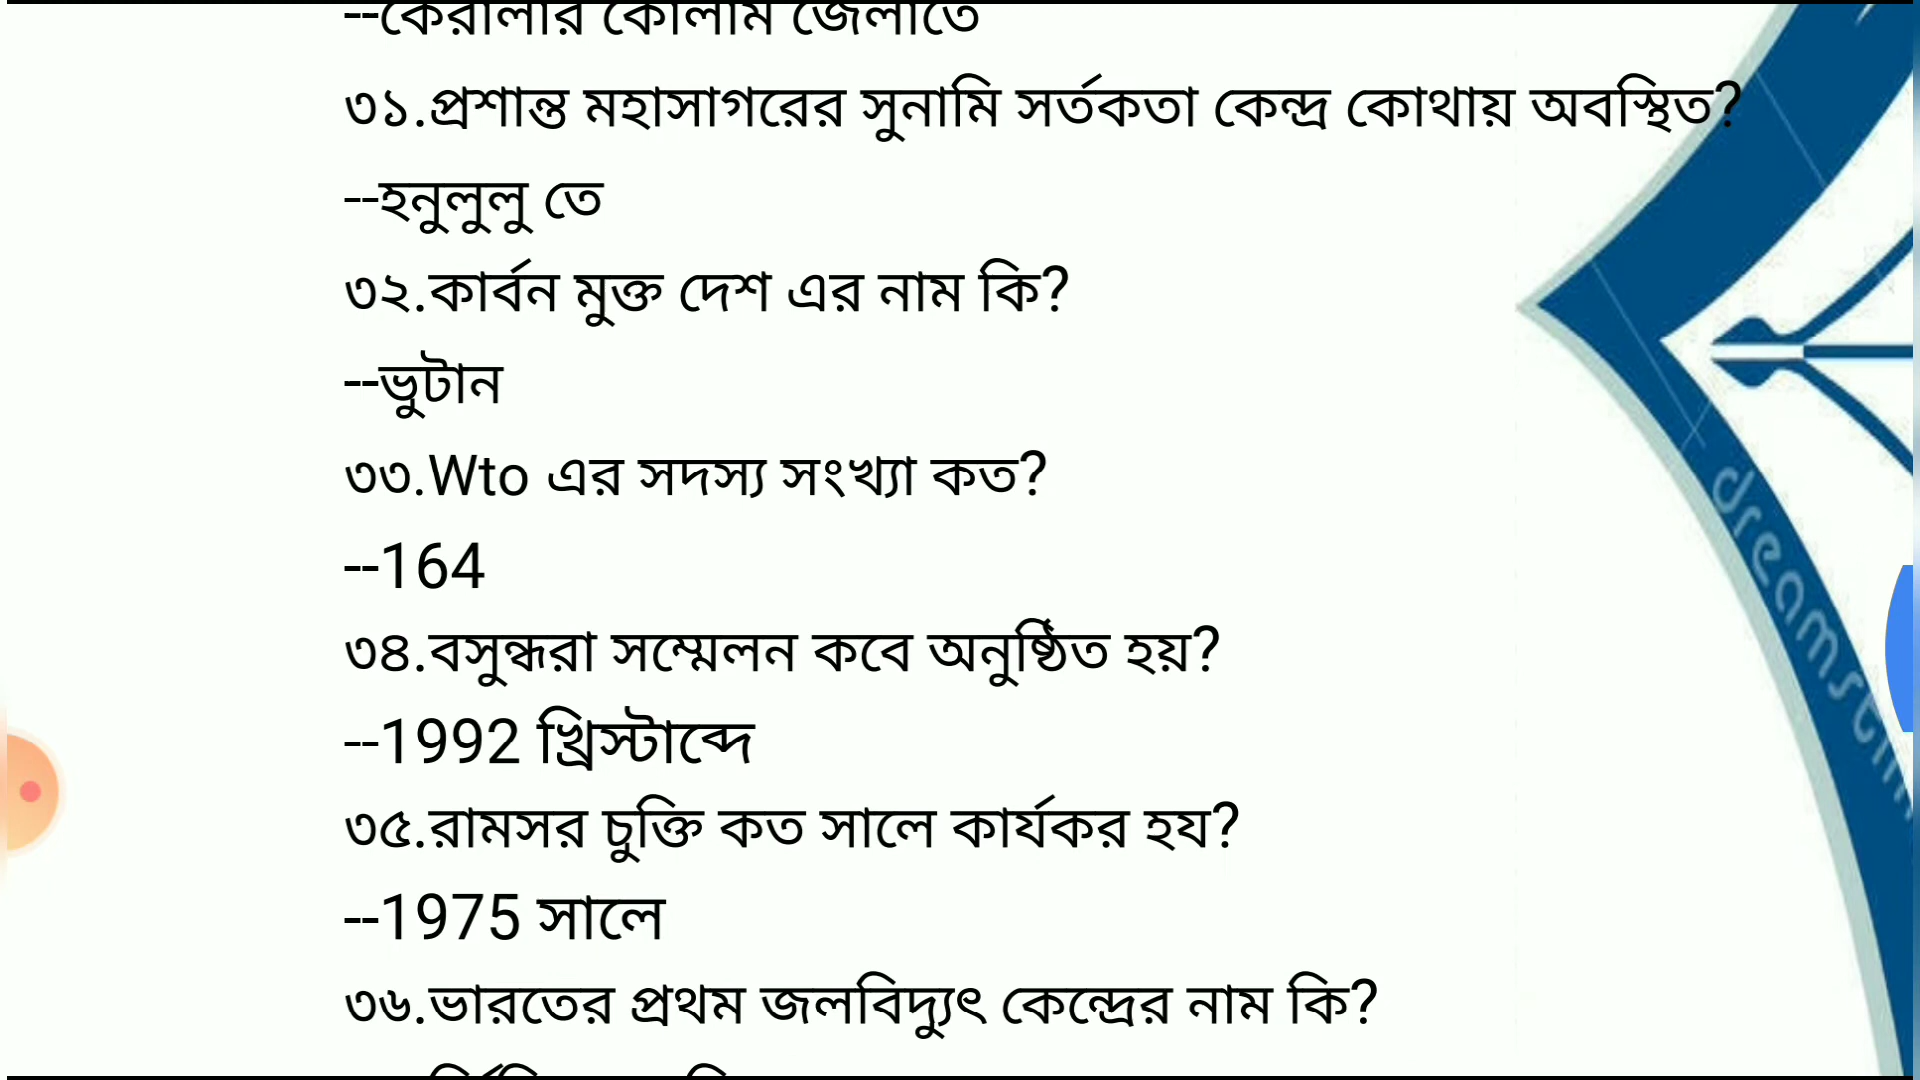 --কেরালার কোলাম জেলাতে
৩১.প্রশান্ত মহাসাগরের সুনামি সর্তকতা কেন্দ্র কোথায় অবস্থিত?
--হনুলুলু তে
৩২.কার্বন মুক্ত দেশ এর নাম কি?
--ভুটান
৩৩.Wto এর সদস্য সংখ্যা কত?
--164
৩৪.বসুন্ধরা সম্মেলন কবে অনুষ্ঠিত হয়?
--1992 খ্রিস্টাব্দে
৩৫.রামসর চুক্তি কত সালে কার্যকর হয?
--1975 সালে
৩৬.ভারতের প্রথম জলবিদ্যুৎ কেন্দ্রের নাম কি?